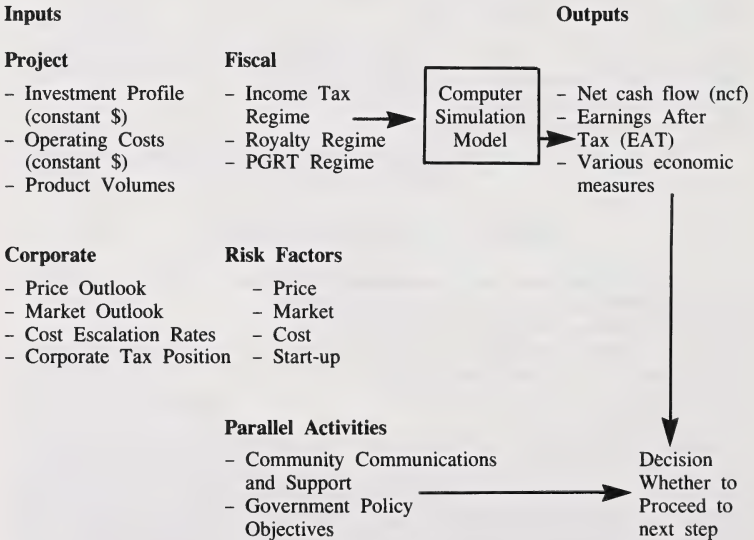 Inputs
Outputs
Project
– Investment Profile
(constant $)
– Operating Costs
(constant $)
– Product Volumes
Fiscal
– Income Tax
Regime
– Royalty Regime
– PGRT Regime
Computer
Simulation
Model
– Net cash flow (ncf)
– Earnings After
Tax (EAT)
– Various economic
measures
Corporate
– Price Outlook
– Market Outlook
– Cost Escalation Rates
– Corporate Tax Position
Risk Factors
– Price
– Market
– Cost
– Start-up
Parallel Activities
– Community Communications
and Support
– Government Policy
Objectives
Decision
Whether to
Proceed to
next step